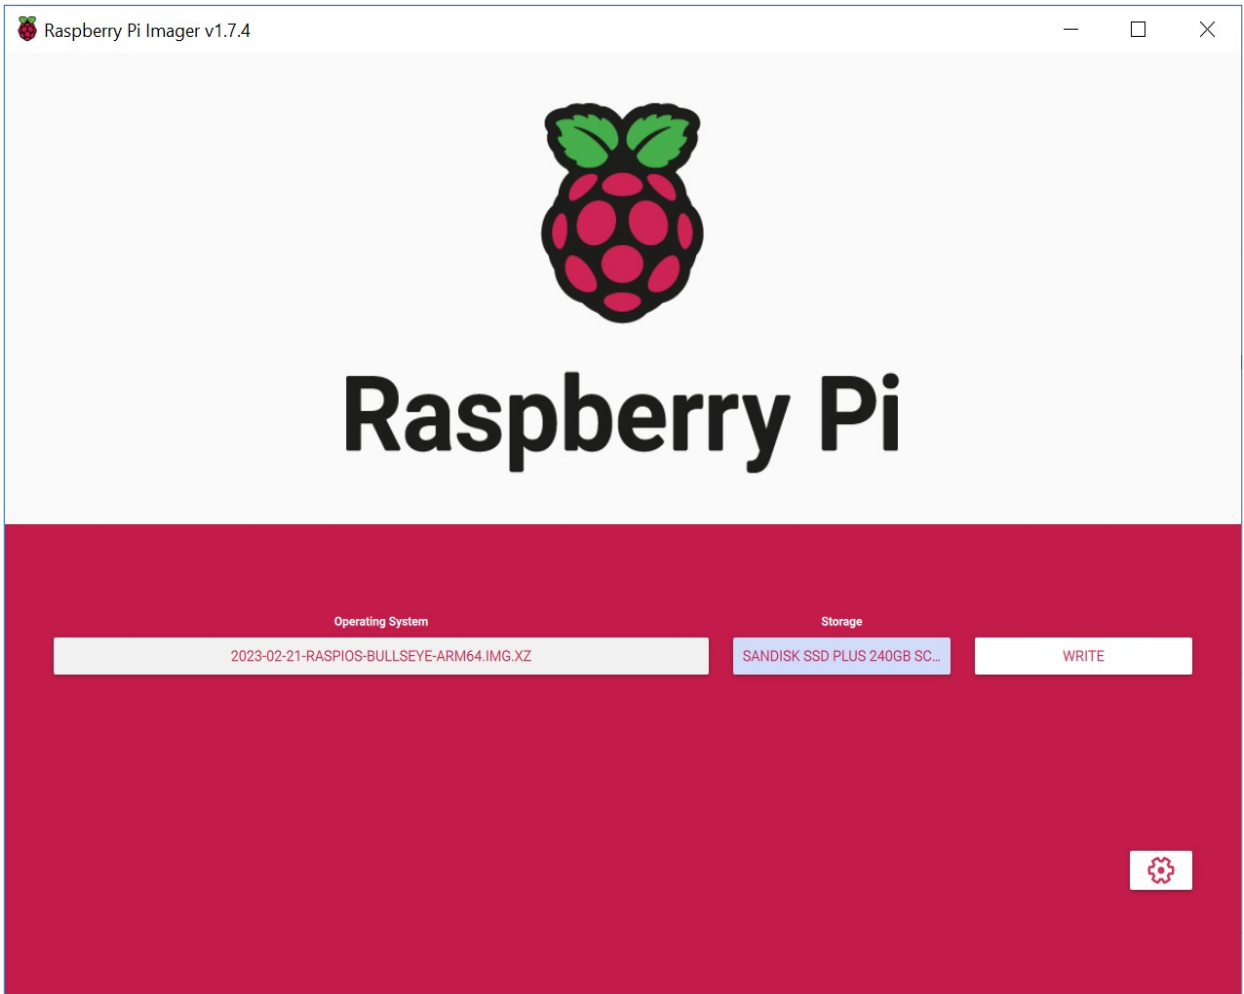 Raspberry Pi Imager v1.7.4
Raspberry Pi
Operating System
Storage
2023-02-21-RASPIOS-BULLSEYE-ARM64.IMG.XZ
SANDISK SSD PLUS 240GB SC...
WRITE